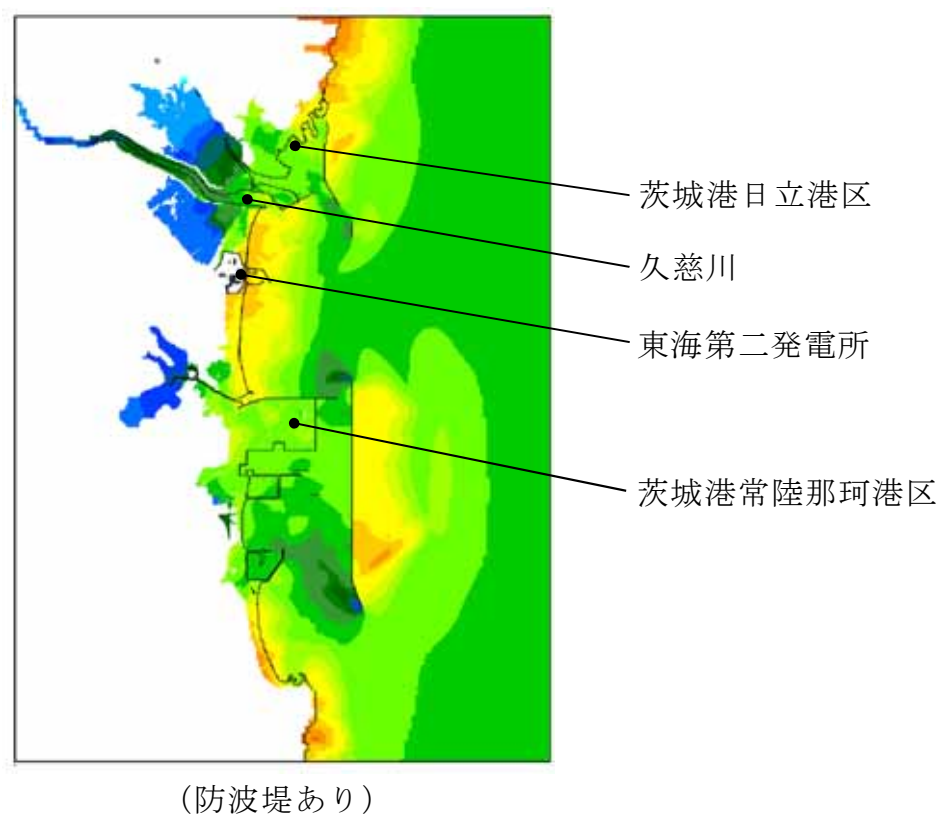 茨城港日立港区
久慈川
東海第二発電所
茨城港常陸那珂港区
(防波堤あり)